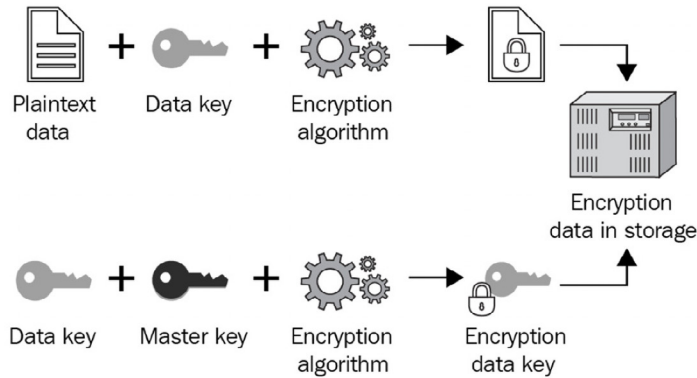 Plaintext
data
Data key
Encryption
algorithm
Encryption
data in storage
Data key
Master key
Encryption
algorithm
Encryption
data key